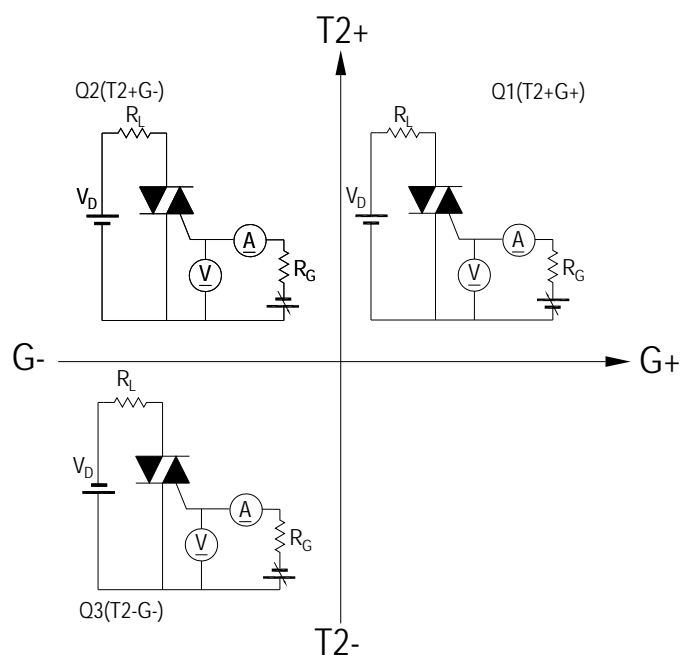 T2+
Q2(T2+G-)
Q1(T2+G+)
RL
VD
A
V
RG
RL
VD
A
V
RG
G-
G+
RL
VD
A
V
RG
Q3(T2-G-)
T2-